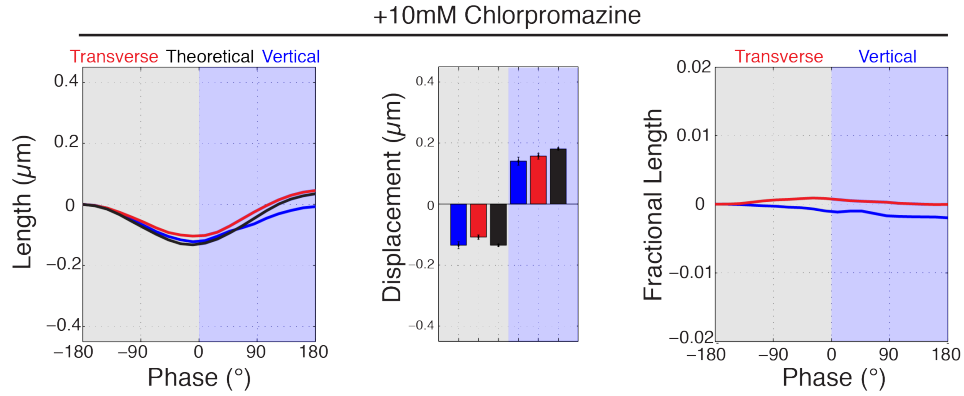 +10mM Chlorpromazine
Transverse Theoretical Vertical
0.4
0.2
0
−0.2
−0.4
Length (µm)
−180 −90 0 90 180
Phase (°)
0.4
0.2
0
−0.2
−0.4
Displacement (µm)
Transverse Vertical
0.02
0.01
0
−0.01
−0.02
Fractional Length
−180 −90 0 90 180
Phase (°)